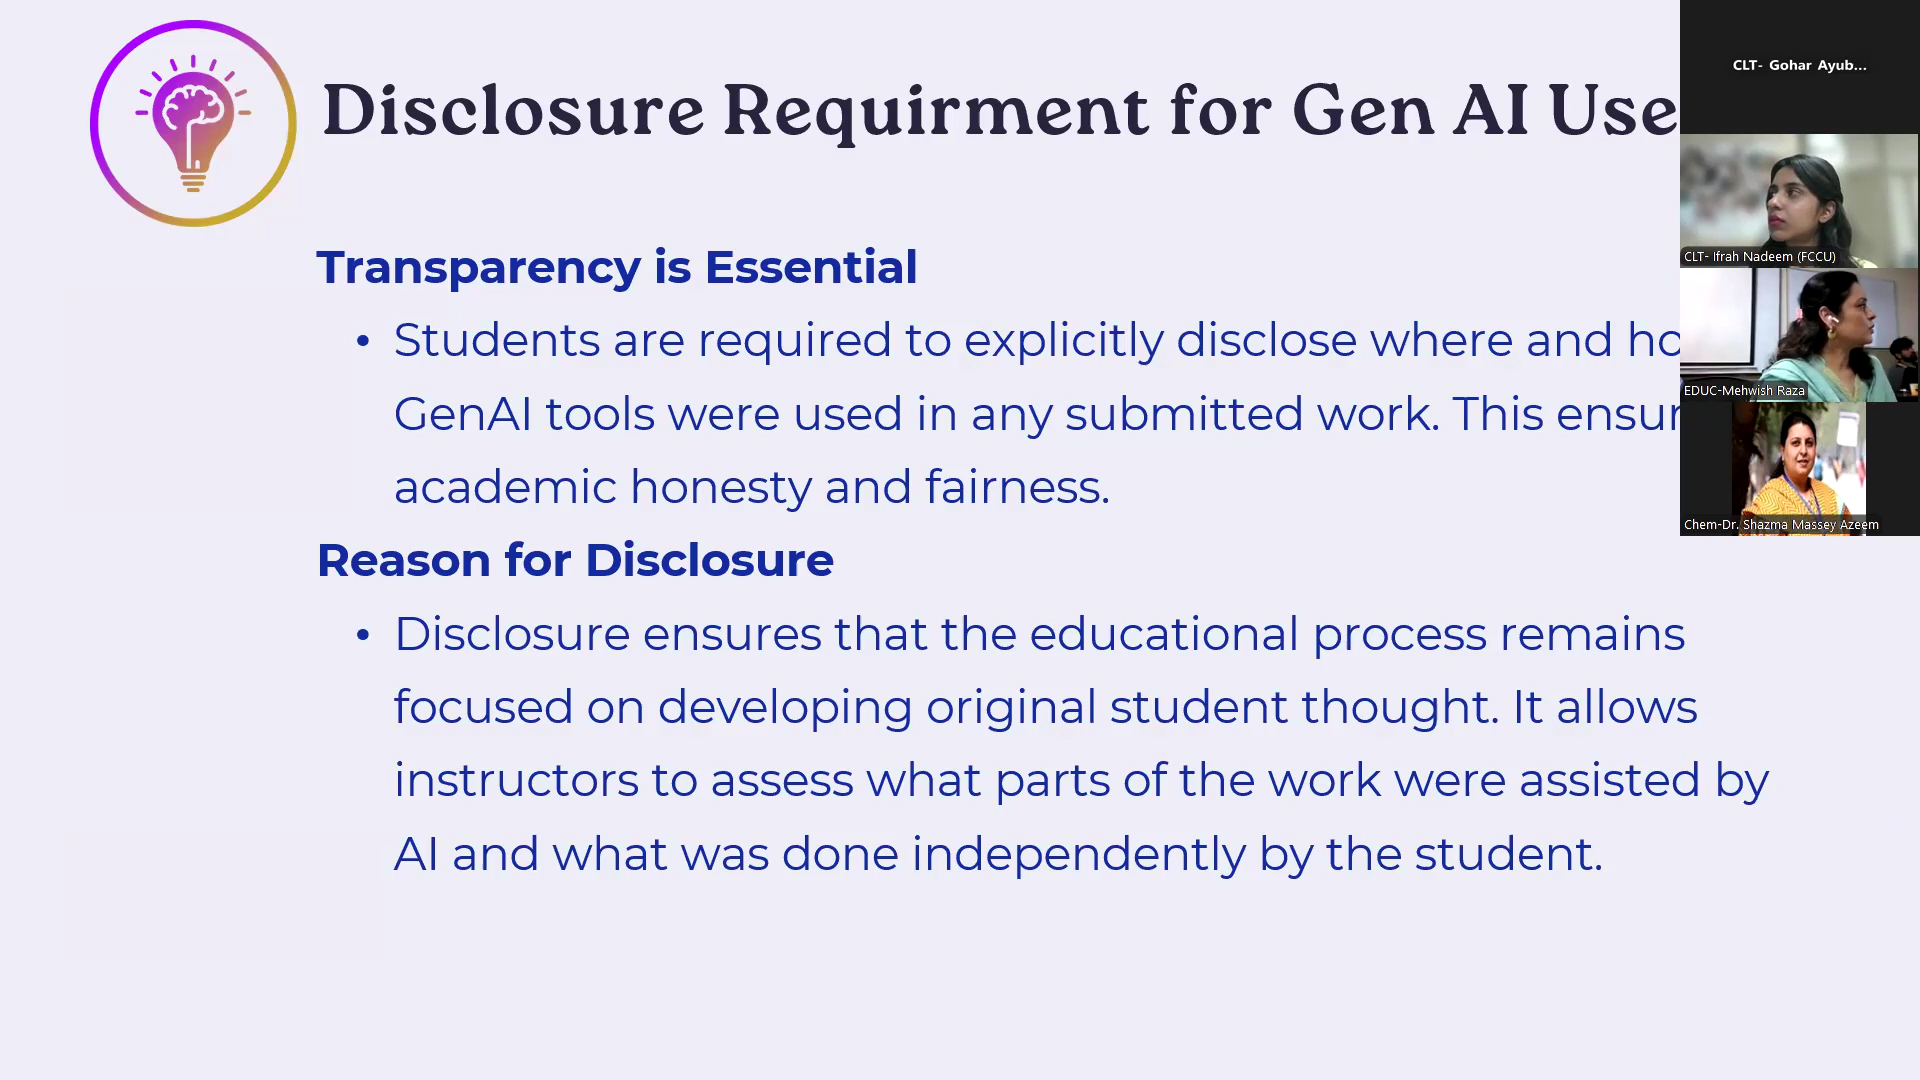 Disclosure Requirment for Gen AI Use
Transparency is Essential
• Students are required to explicitly disclose where and
GenAI tools were used in any submitted work. This
academic honesty and fairness.
Reason for Disclosure
• Disclosure ensures that the educational process remains
focused on developing original student thought. It allows
instructors to assess what parts of the work were assisted by
AI and what was done independently by the student.
CLT- Gohar Ayub...
CLT- Ifrah Nadeem (FCCU)
EDUC-Mehwish Raza
Chem-Dr. Shazma Massey Azeem